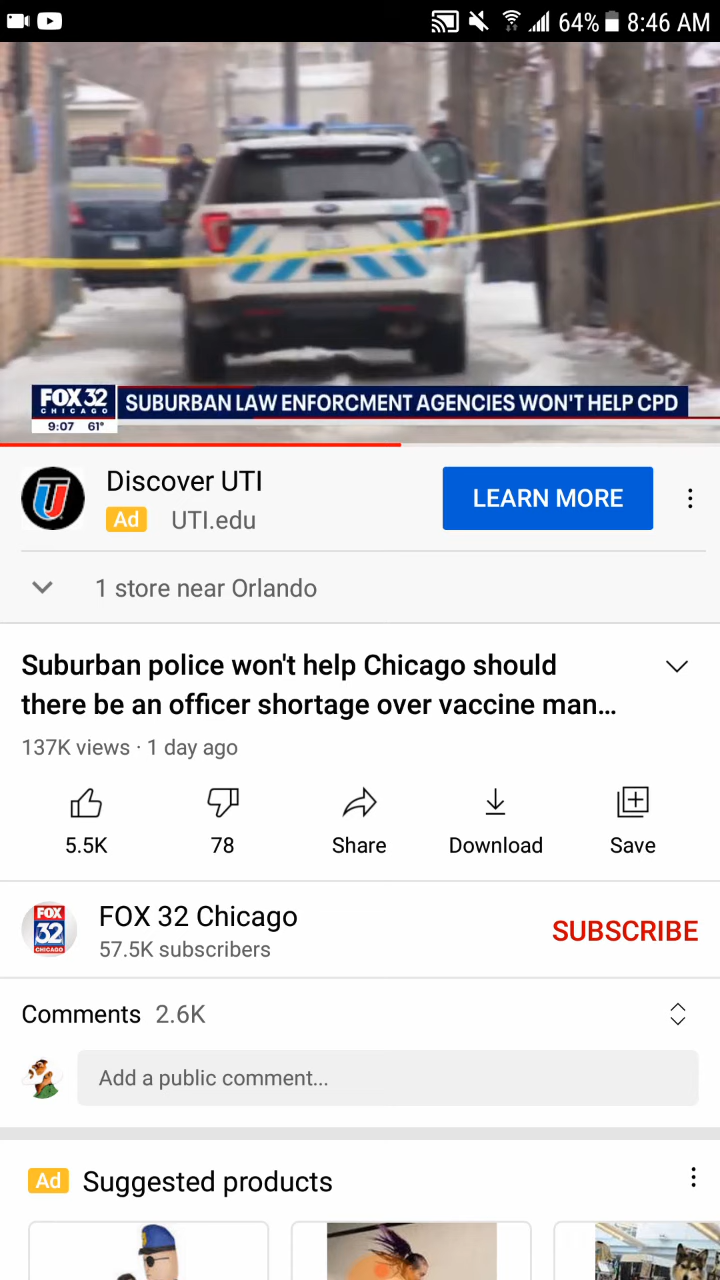 64% 8:46 AM
FOX 32
CHICAGO
9:07 61°
SUBURBAN LAW ENFORCMENT AGENCIES WON'T HELP CPD
Discover UTI
LEARN MORE
Ad UTI.edu
1 store near Orlando
Suburban police won't help Chicago should
there be an officer shortage over vaccine man...
137K views · 1 day ago
5.5K 78 Share Download Save
FOX
32
CHICAGO
FOX 32 Chicago
57.5K subscribers
SUBSCRIBE
Comments 2.6K
Add a public comment...
Ad Suggested products